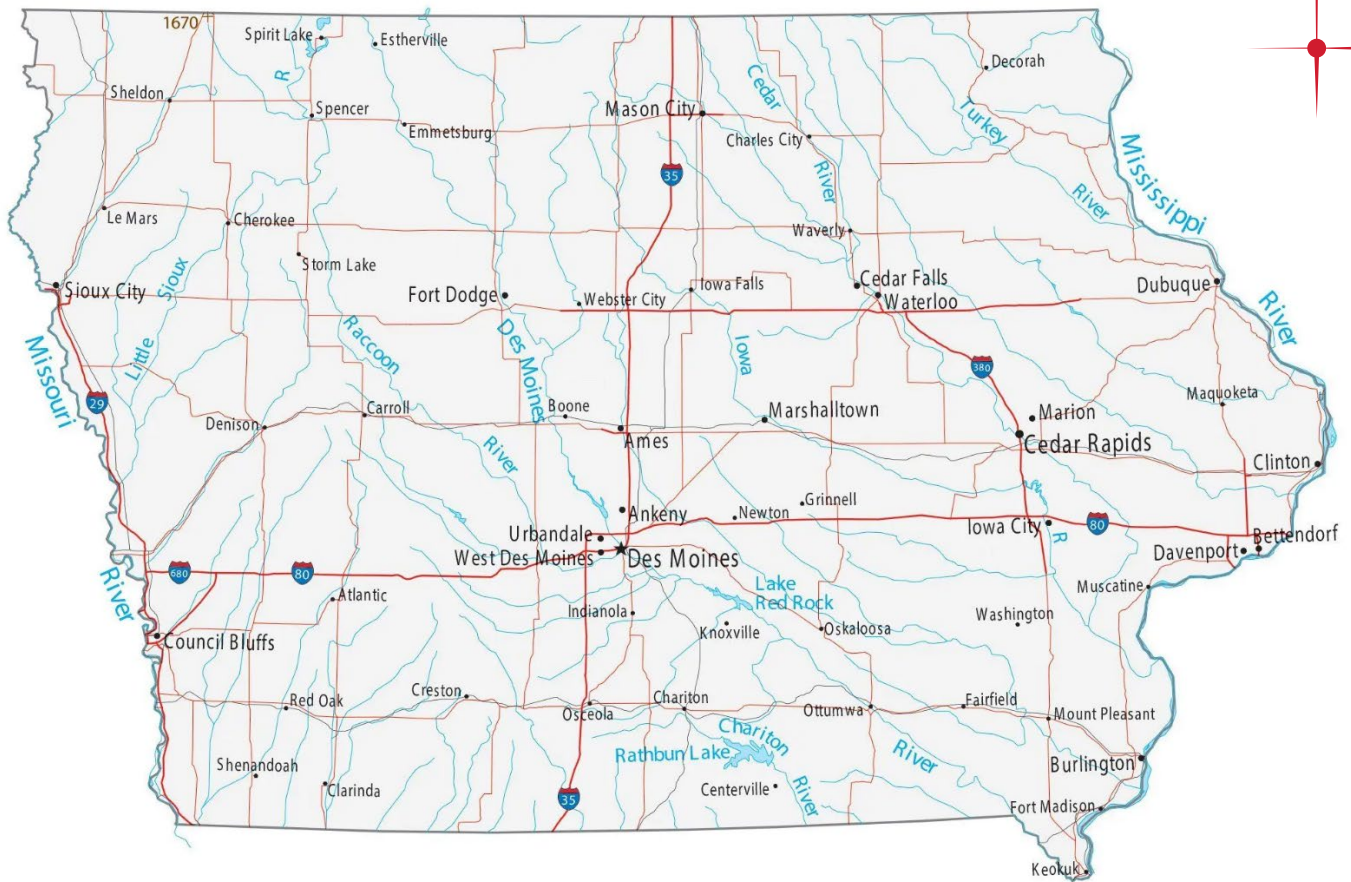 1670
Spirit Lake
Estherville
Decorah
R
Cedar
Sheldon
Spencer
Mason City
Emmetsburg
Charles City
Turkey
Mississippi
35
River
River
Le Mars
Cherokee
Waverly
Storm Lake
Sioux
Sioux City
Fort Dodge
Webster City
Iowa Falls
Cedar Falls
Waterloo
Dubuque
River
Missouri
Little
Raccoon
Des Moines
Iowa
380
29
Carroll
Boone
Marshalltown
Marion
Maquoketa
Denison
River
Ames
Cedar Rapids
Clinton
Ankeny
Newton
Grinnell
Iowa City
R
80
Urbandale
West Des Moines
Des Moines
Davenport
Bettendorf
River
680
80
Atlantic
Lake
Red Rock
Muscatine
Indianola
Knoxville
Oskaloosa
Washington
Council Bluffs
Red Oak
Creston
Osceola
Chariton
Ottumwa
Fairfield
Mount Pleasant
Chariton
River
Rathbun Lake
River
Shenandoah
Clarinda
35
Centerville
Burlington
Fort Madison
Keokuk